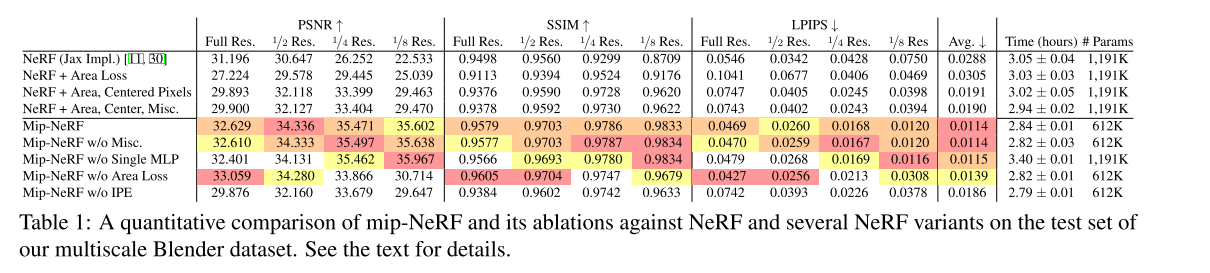 PSNR ↑ SSIM ↑ LPIPS ↓
Full Res. 1/2 Res. 1/4 Res. 1/8 Res. Full Res. 1/2 Res. 1/4 Res. 1/8 Res. Full Res. 1/2 Res. 1/4 Res. 1/8 Res Avg. ↓ Time (hours) # Params
NeRF (Jax Impl.) [11, 30] 31.196 30.647 26.252 22.533 0.9498 0.9560 0.9299 0.8709 0.0546 0.0342 0.0428 0.0750 0.0288 3.05 ± 0.04 1,191K
NeRF + Area Loss 27.224 29.578 29.445 25.039 0.9113 0.9394 0.9524 0.9176 0.1041 0.0677 0.0406 0.0469 0.0305 3.03 ± 0.03 1,191K
NeRF + Area, Centered Pixels 29.893 32.118 33.399 29.463 0.9376 0.9590 0.9728 0.9620 0.0747 0.0405 0.0245 0.0398 0.0191 3.02 ± 0.05 1,191K
NeRF + Area, Center, Misc. 29.900 32.127 33.404 29.470 0.9378 0.9592 0.9730 0.9622 0.0743 0.0402 0.0243 0.0394 0.0190 2.94 ± 0.02 1,191K
Mip-NeRF 32.629 34.336 35.471 35.602 0.9579 0.9703 0.9786 0.9833 0.0469 0.0260 0.0168 0.0120 0.0114 2.84 ± 0.01 612K
Mip-NeRF w/o Misc. 32.610 34.333 35.497 35.638 0.9577 0.9703 0.9787 0.9834 0.0470 0.0259 0.0167 0.0120 0.0114 2.82 ± 0.03 612K
Mip-NeRF w/o Single MLP 32.401 34.131 35.462 35.967 0.9566 0.9693 0.9780 0.9834 0.0479 0.0268 0.0169 0.0116 0.0115 3.40 ± 0.01 1,191K
Mip-NeRF w/o Area Loss 33.059 34.280 33.866 30.714 0.9605 0.9704 0.9747 0.9679 0.0427 0.0256 0.0213 0.0308 0.0139 2.82 ± 0.01 612K
Mip-NeRF w/o IPE 29.876 32.160 33.679 29.647 0.9384 0.9602 0.9742 0.9633 0.0742 0.0393 0.0226 0.0378 0.0186 2.79 ± 0.01 612K
Table 1: A quantitative comparison of mip-NeRF and its ablations against NeRF and several NeRF variants on the test set of
our multiscale Blender dataset. See the text for details.